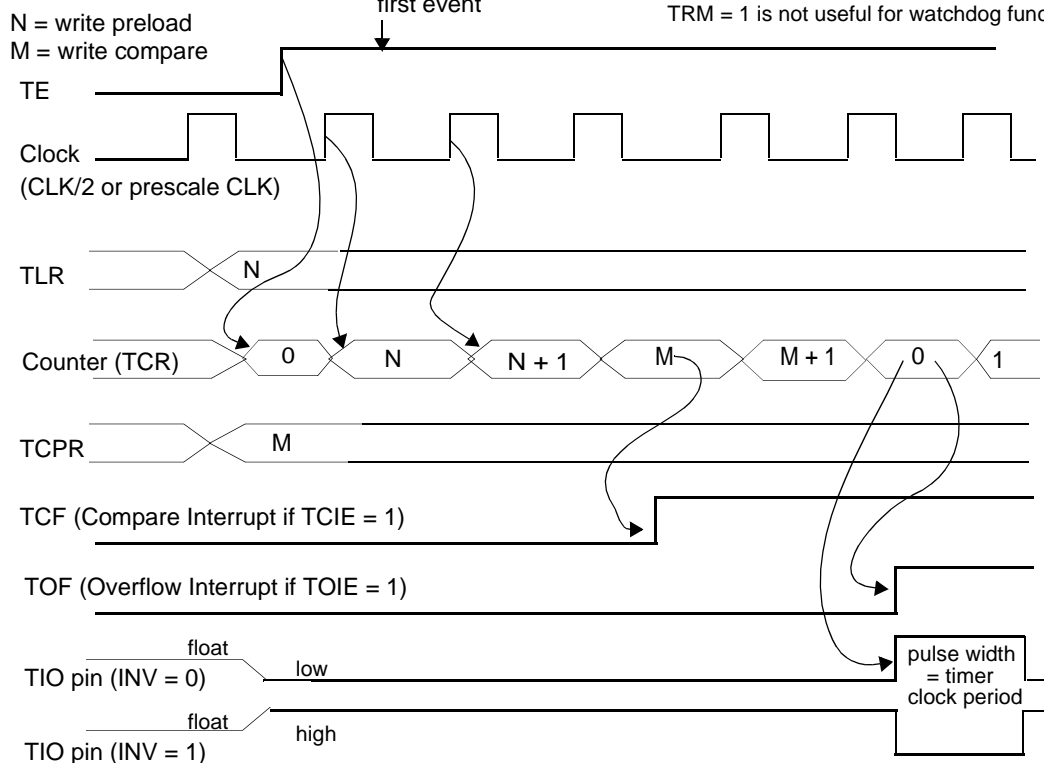 first event
TRM = 1 is not useful for watchdog func
N = write preload
M = write compare
TE
Clock
(CLK/2 or prescale CLK)
TLR
N
Counter (TCR)
0
N
N + 1
M
M + 1
0
1
TCPR
M
TCF (Compare Interrupt if TCIE = 1)
TOF (Overflow Interrupt if TOIE = 1)
float
low
TIO pin (INV = 0)
pulse width
= timer
clock period
float
high
TIO pin (INV = 1)